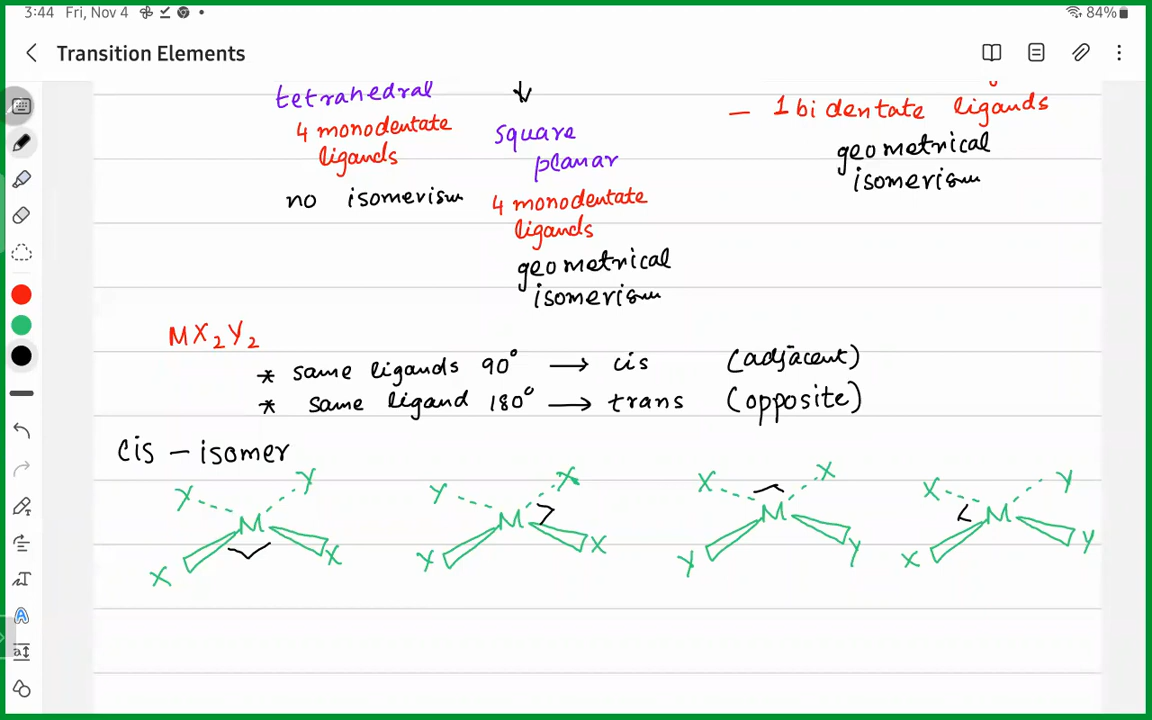 3:44 Fri, Nov 4 84%
Transition Elements
tetrahedral
4 monodentate
ligands
no isomerism
square
planar
4 monodentate
ligands
geometrical
isomerism
— 1 bi dentate ligands
geometrical
isomerism
MX₂Y₂
* same ligands 90° → cis (adjacent)
* same ligand 180° → trans (opposite)
Cis – isomer
Y Y M X X
Y X M X X
X X M Y Y
X Y M X Y